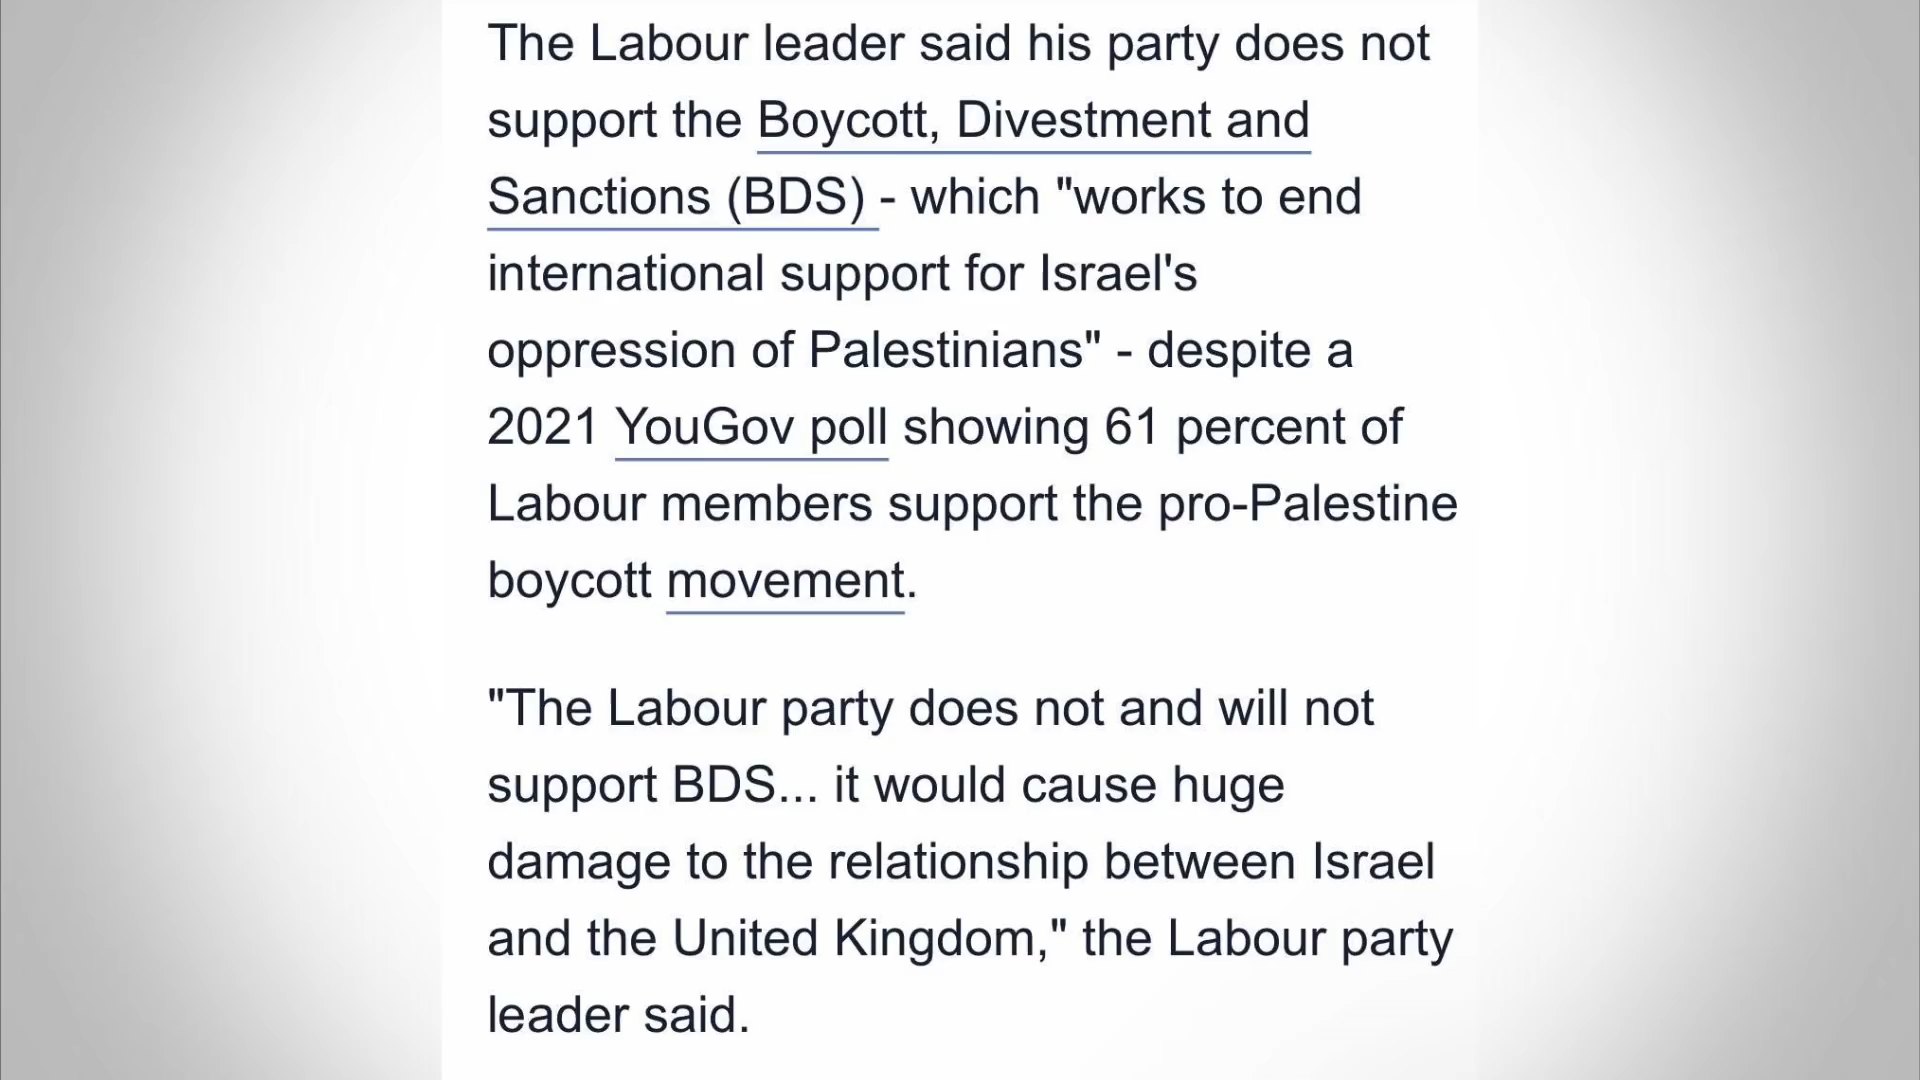 The Labour leader said his party does not
support the Boycott, Divestment and
Sanctions (BDS) - which "works to end
international support for Israel's
oppression of Palestinians" - despite a
2021 YouGov poll showing 61 percent of
Labour members support the pro-Palestine
boycott movement.
"The Labour party does not and will not
support BDS... it would cause huge
damage to the relationship between Israel
and the United Kingdom," the Labour party
leader said.